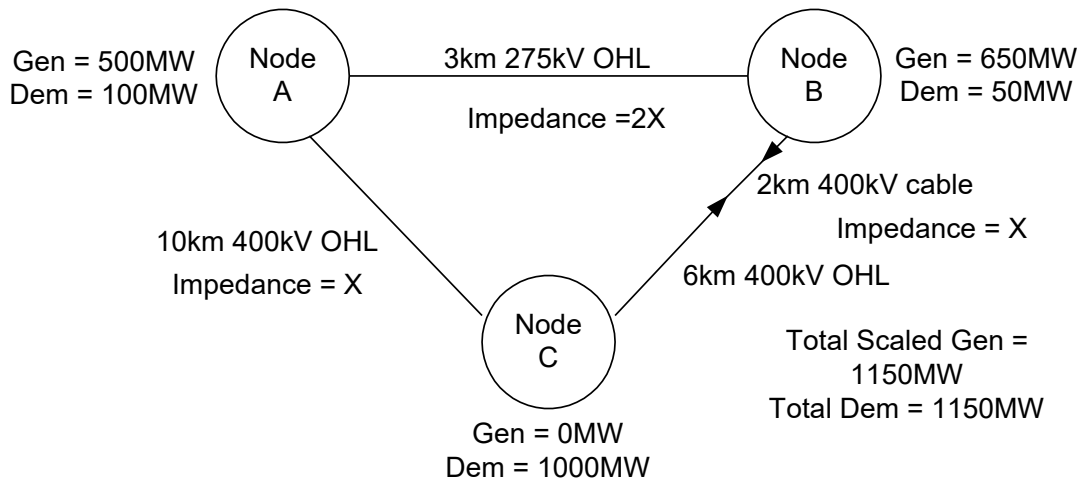 Gen = 500MW
Dem = 100MW
Node
A
3km 275kV OHL
Impedance =2X
Node
B
Gen = 650MW
Dem = 50MW
2km 400kV cable
Impedance = X
10km 400kV OHL
Impedance = X
6km 400kV OHL
Node
C
Gen = 0MW
Dem = 1000MW
Total Scaled Gen =
1150MW
Total Dem = 1150MW